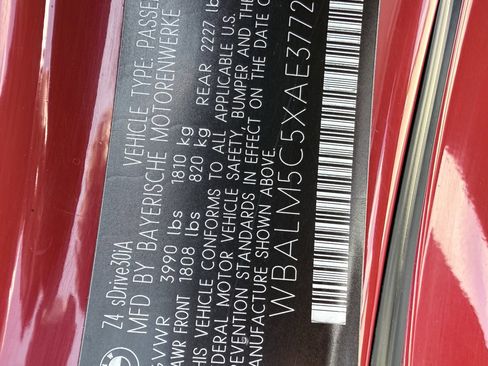 Z4 sDrive30iA VEHICLE TYPE: PASSE
MFD BY BAYERISCHE MOTORENWERKE
GVWR 3990 lbs 1810 kg
GAWR FRONT 1808 lbs 820 kg REAR 2227 lb
THIS VEHICLE CONFORMS TO ALL APPLICABLE U.S.
FEDERAL MOTOR VEHICLE SAFETY, BUMPER AND THE
PREVENTION STANDARDS IN EFFECT ON THE DATE O
MANUFACTURE SHOWN ABOVE.
WBALM5C5XAE3772